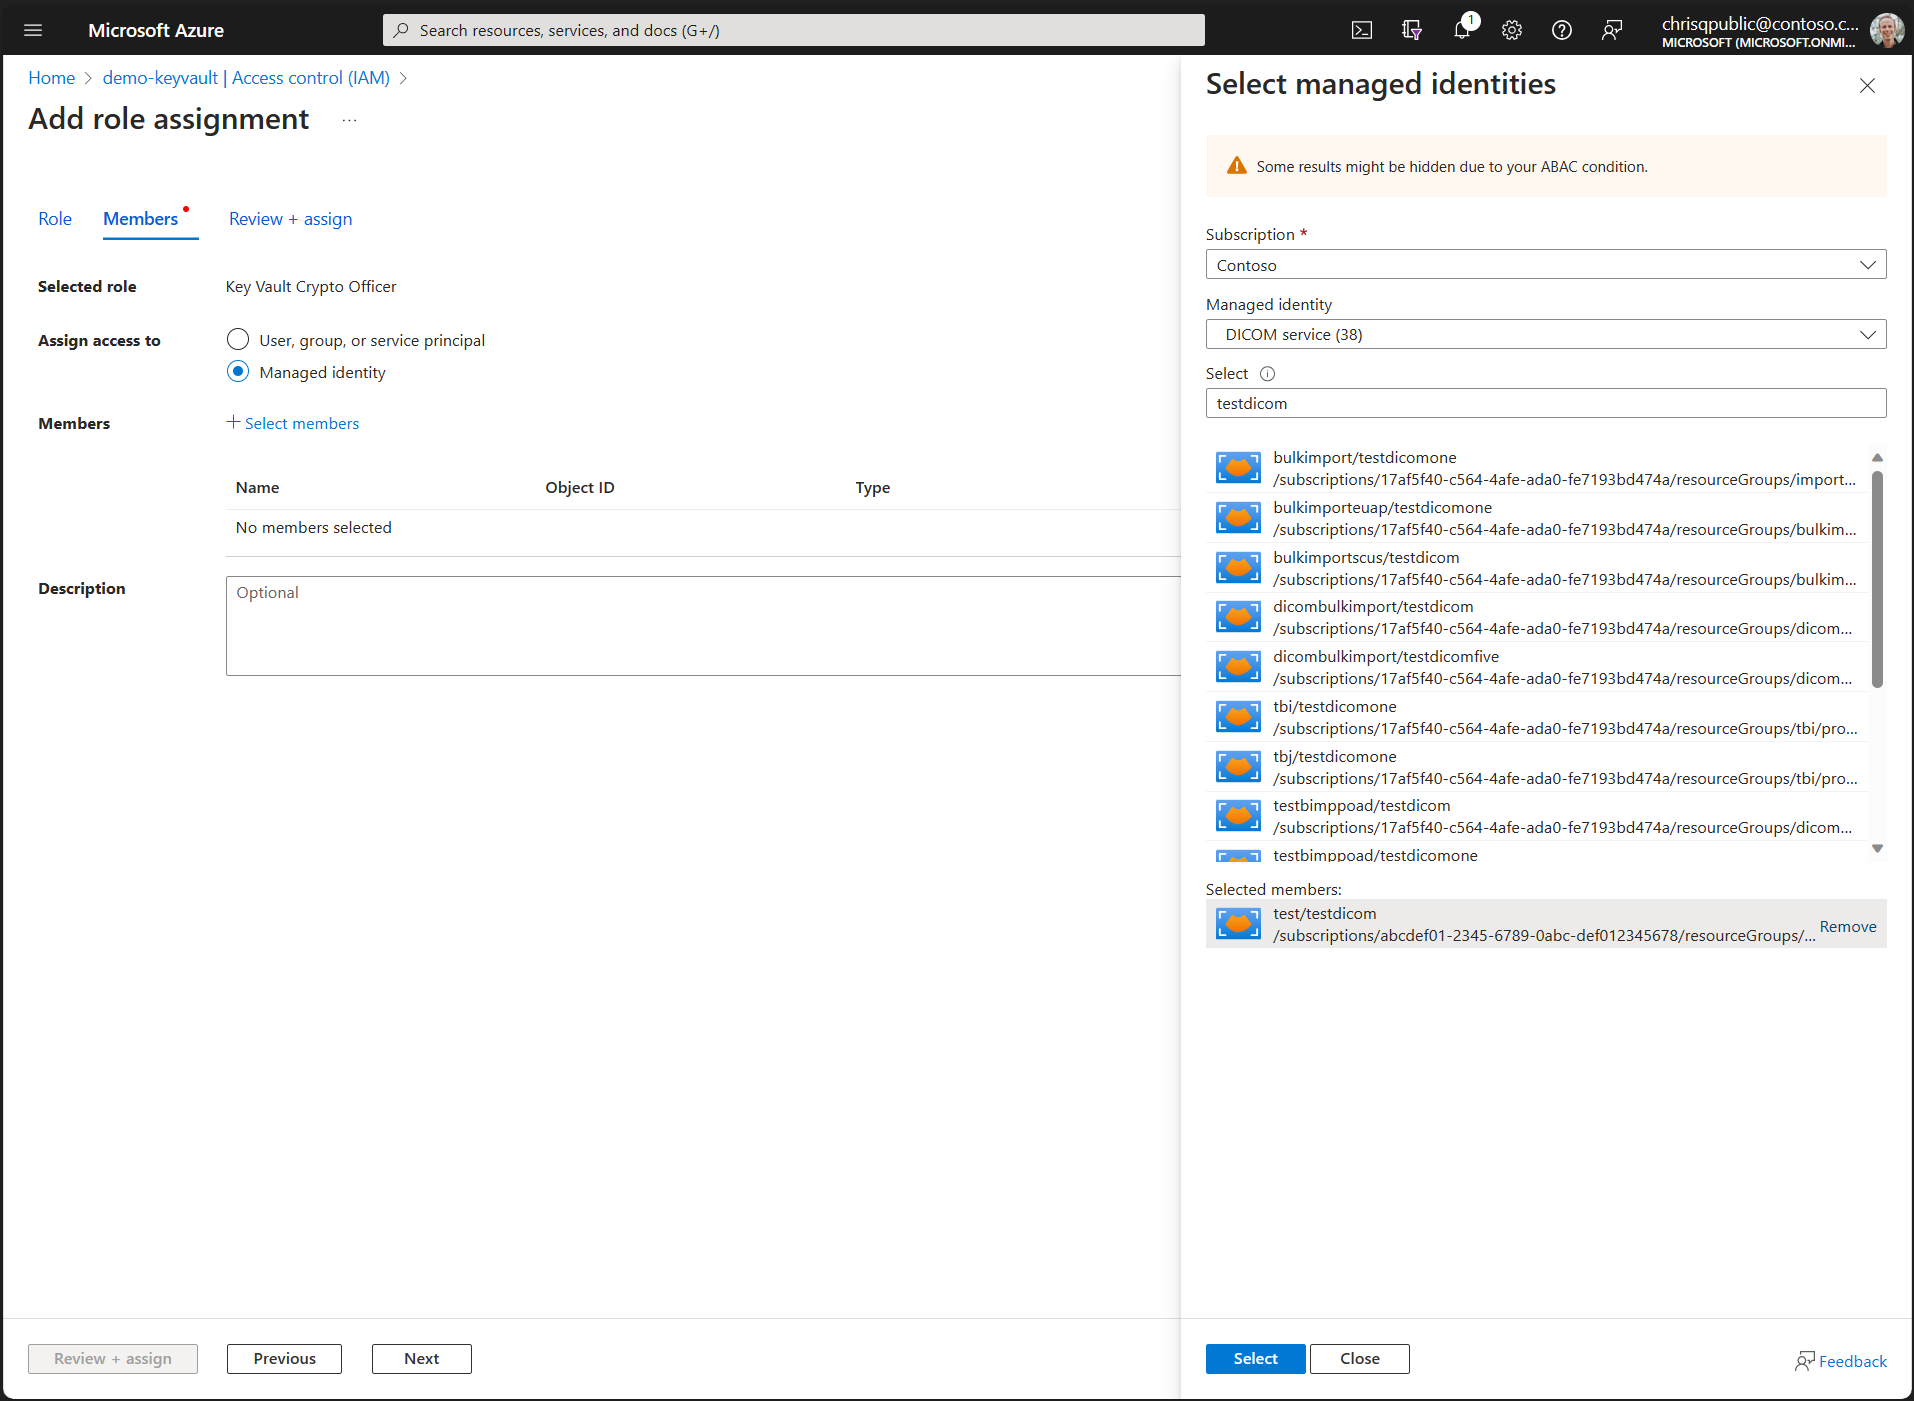 Microsoft Azure
Search resources, services, and docs (G+/)
1
chrisqpublic@contoso.c...
MICROSOFT (MICROSOFT.ONMI...
Home > demo-keyvault | Access control (IAM) >
Add role assignment ...
Role Members Review + assign
Selected role Key Vault Crypto Officer
Assign access to User, group, or service principal
Managed identity
Members + Select members
Name Object ID Type
No members selected
Description Optional
Review + assign Previous Next
Select managed identities
Some results might be hidden due to your ABAC condition.
Subscription *
Contoso
Managed identity
DICOM service (38)
Select
testdicom
bulkimport/testdicomone
/subscriptions/17af5f40-c564-4afe-ada0-fe7193bd474a/resourceGroups/import...
bulkimporteuap/testdicomone
/subscriptions/17af5f40-c564-4afe-ada0-fe7193bd474a/resourceGroups/bulkim...
bulkimportscus/testdicom
/subscriptions/17af5f40-c564-4afe-ada0-fe7193bd474a/resourceGroups/bulkim...
dicombulkimport/testdicom
/subscriptions/17af5f40-c564-4afe-ada0-fe7193bd474a/resourceGroups/dicom...
dicombulkimport/testdicomfive
/subscriptions/17af5f40-c564-4afe-ada0-fe7193bd474a/resourceGroups/dicom...
tbi/testdicomone
/subscriptions/17af5f40-c564-4afe-ada0-fe7193bd474a/resourceGroups/tbi/pro...
tbj/testdicomone
/subscriptions/17af5f40-c564-4afe-ada0-fe7193bd474a/resourceGroups/tbi/pro...
testbimppoad/testdicom
/subscriptions/17af5f40-c564-4afe-ada0-fe7193bd474a/resourceGroups/dicom...
testbimppoad/testdicomone
Selected members:
test/testdicom
/subscriptions/abcdef01-2345-6789-0abc-def012345678/resourceGroups/...
Remove
Select Close
Feedback